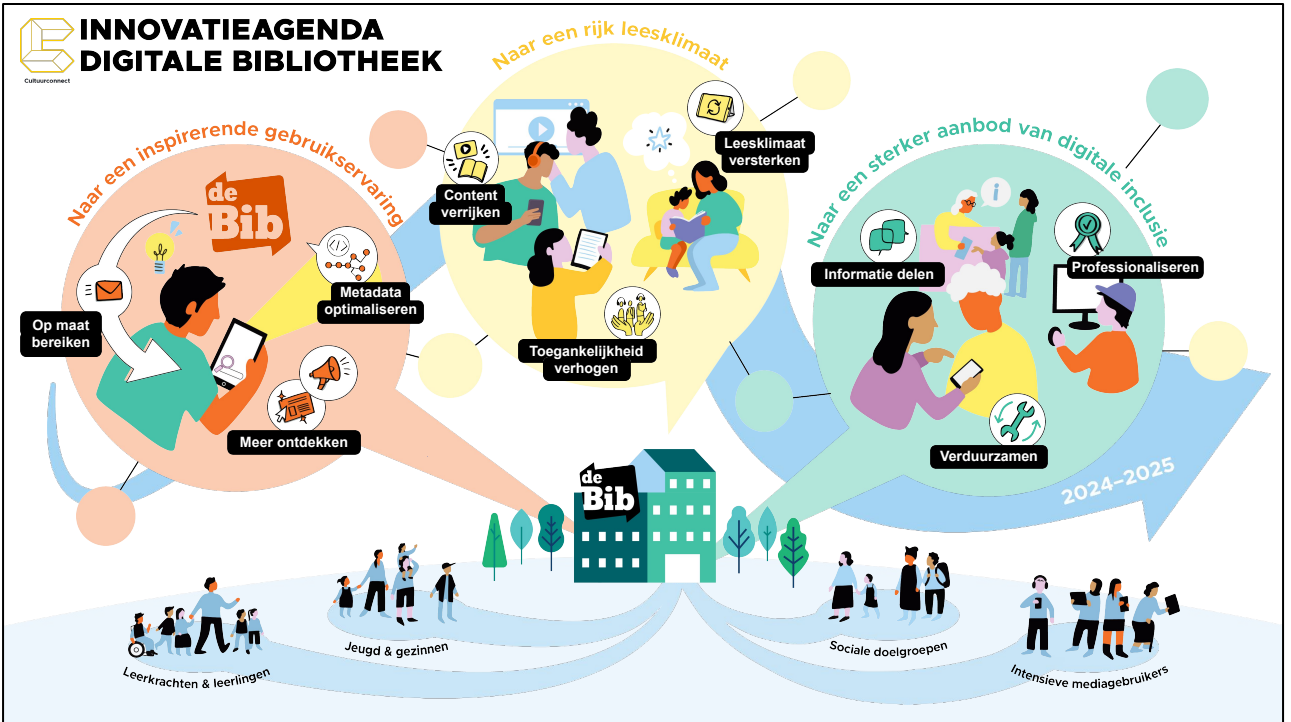 INNOVATIEAGENDA
DIGITALE BIBLIOTHEEK
Cultuurconnect
Naar een inspirerende gebruikservaring
de
Bib
Op maat
bereiken
Metadata
optimaliseren
Meer ontdekken
Naar een rijk leesklimaat
Content
verrijken
Leesklimaat
versterken
Toegankelijkheid
verhogen
Naar een sterker aanbod van digitale inclusie
i
Informatie delen
Professionaliseren
Verduurzamen
2024-2025
de
Bib
Leerkrachten & leerlingen
Jeugd & gezinnen
Sociale doelgroepen
Intensieve mediagebruikers